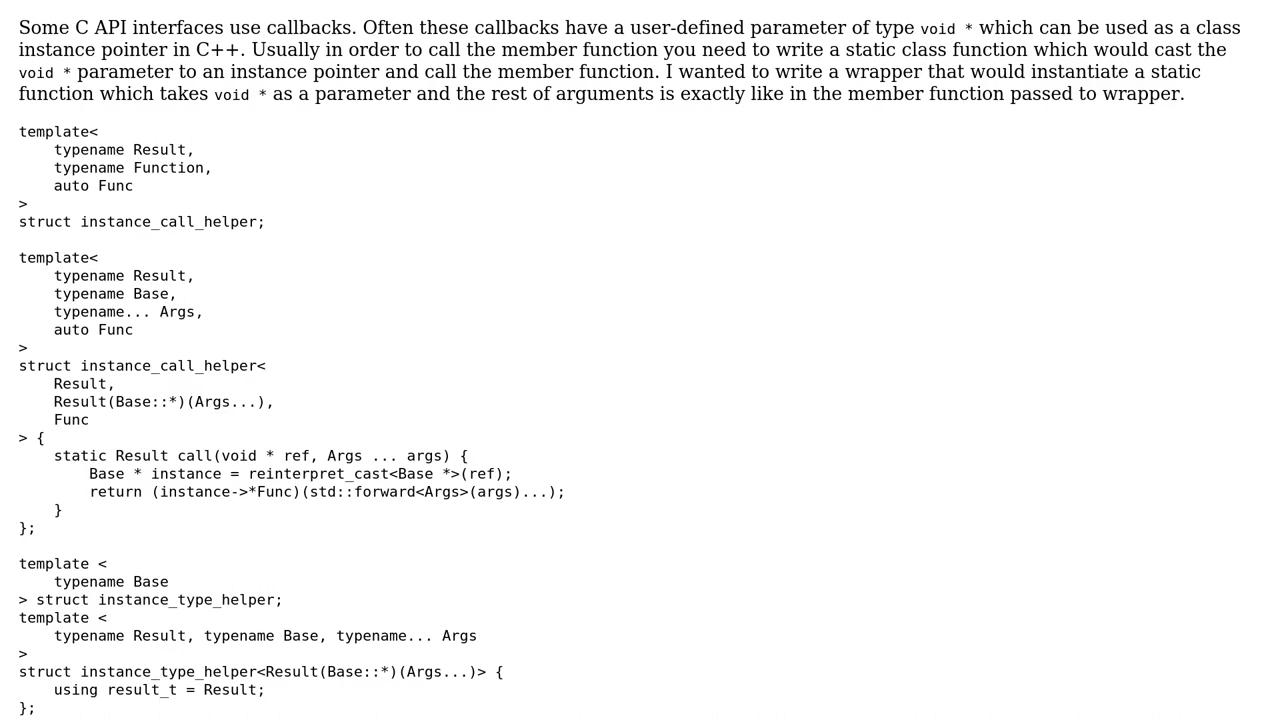 Some C API interfaces use callbacks. Often these callbacks have a user-defined parameter of type void * which can be used as a class
instance pointer in C++. Usually in order to call the member function you need to write a static class function which would cast the
void * parameter to an instance pointer and call the member function. I wanted to write a wrapper that would instantiate a static
function which takes void * as a parameter and the rest of arguments is exactly like in the member function passed to wrapper.
template<
    typename Result,
    typename Function,
    auto Func
>
struct instance_call_helper;
template<
    typename Result,
    typename Base,
    typename... Args,
    auto Func
>
struct instance_call_helper<
    Result,
    Result(Base::*)(Args...),
    Func
> {
    static Result call(void * ref, Args ... args) {
        Base * instance = reinterpret_cast<Base *>(ref);
        return (instance->*Func)(std::forward<Args>(args)...);
    }
};
template <
    typename Base
> struct instance_type_helper;
template <
    typename Result, typename Base, typename... Args
>
struct instance_type_helper<Result(Base::*)(Args...)> {
    using result_t = Result;
};